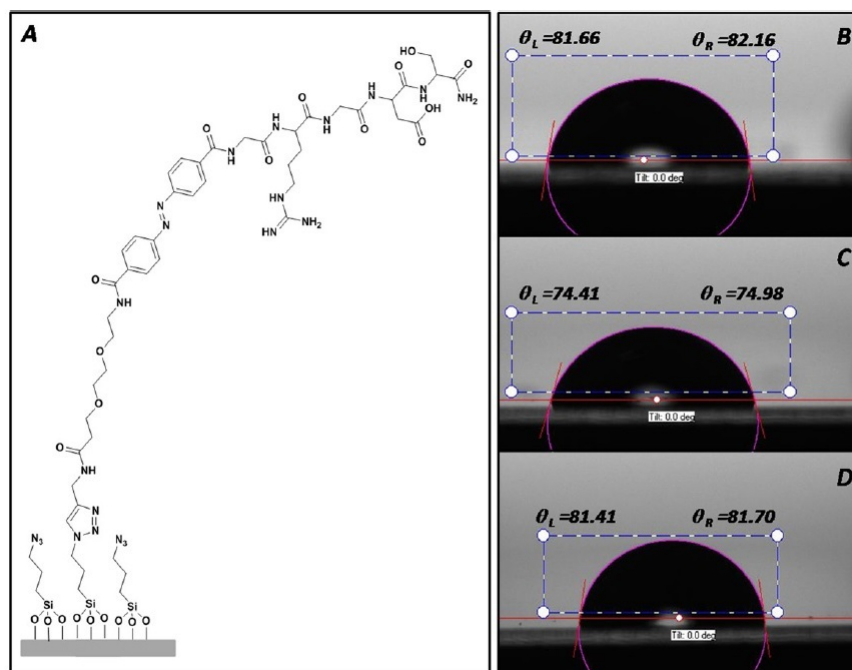 A
HO
O
O
H
N
O
H
N
O
H
N
OH
NH2
O
N
H
O
N
H
O
N
H
O
O
HN
NH2
HN
N
N
O
NH
O
O
O
NH
N
N
N
N3
N3
Si
Si
Si
O O O O O O O O O
B
θL=81.66 θR=82.16
Tilt: 0.0 deg
C
θL=74.41 θR=74.98
Tilt: 0.0 deg
D
θL=81.41 θR=81.70
Tilt: 0.0 deg